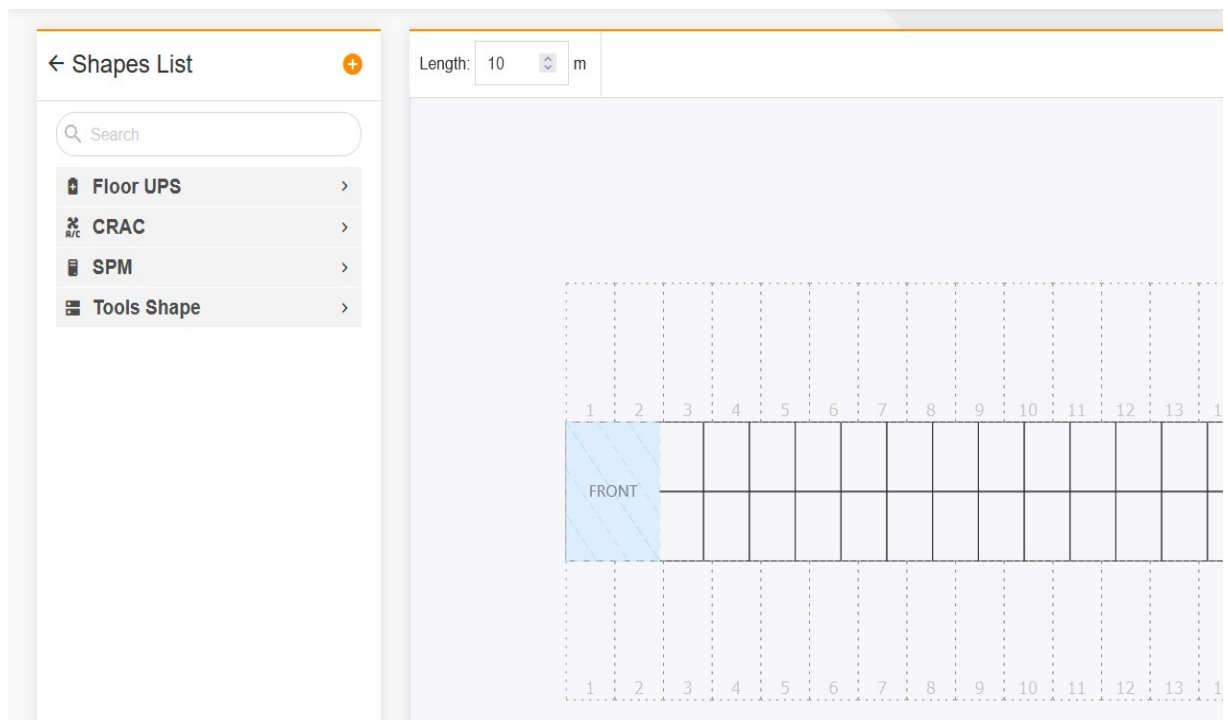 Shapes List
Length: 10 m
Search
Floor UPS
A/C CRAC
SPM
Tools Shape
1 2 3 4 5 6 7 8 9 10 11 12 13
FRONT
1 2 3 4 5 6 7 8 9 10 11 12 13